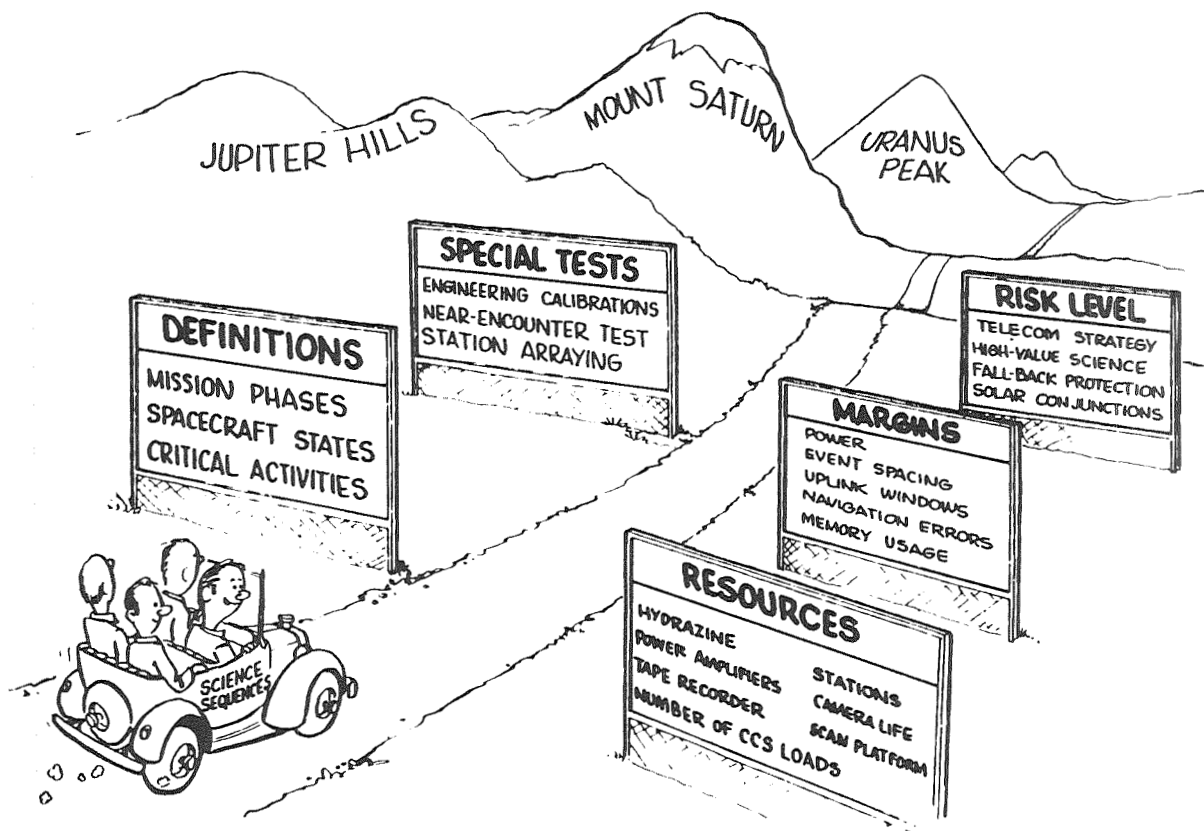 JUPITER HILLS
MOUNT SATURN
URANUS
PEAK
SPECIAL TESTS
ENGINEERING CALIBRATIONS
NEAR-ENCOUNTER TEST
STATION ARRAYING
DEFINITIONS
MISSION PHASES
SPACECRAFT STATES
CRITICAL ACTIVITIES
RISK LEVEL
TELECOM STRATEGY
HIGH-VALUE SCIENCE
FALL-BACK PROTECTION
SOLAR CONJUNCTIONS
MARGINS
POWER
EVENT SPACING
UPLINK WINDOWS
NAVIGATION ERRORS
MEMORY USAGE
RESOURCES
HYDRAZINE
POWER AMPLIFIERS
TAPE RECORDER
NUMBER OF CCS LOADS
STATIONS
CAMERA LIFE
SCAN PLATFORM
SCIENCE
SEQUENCES